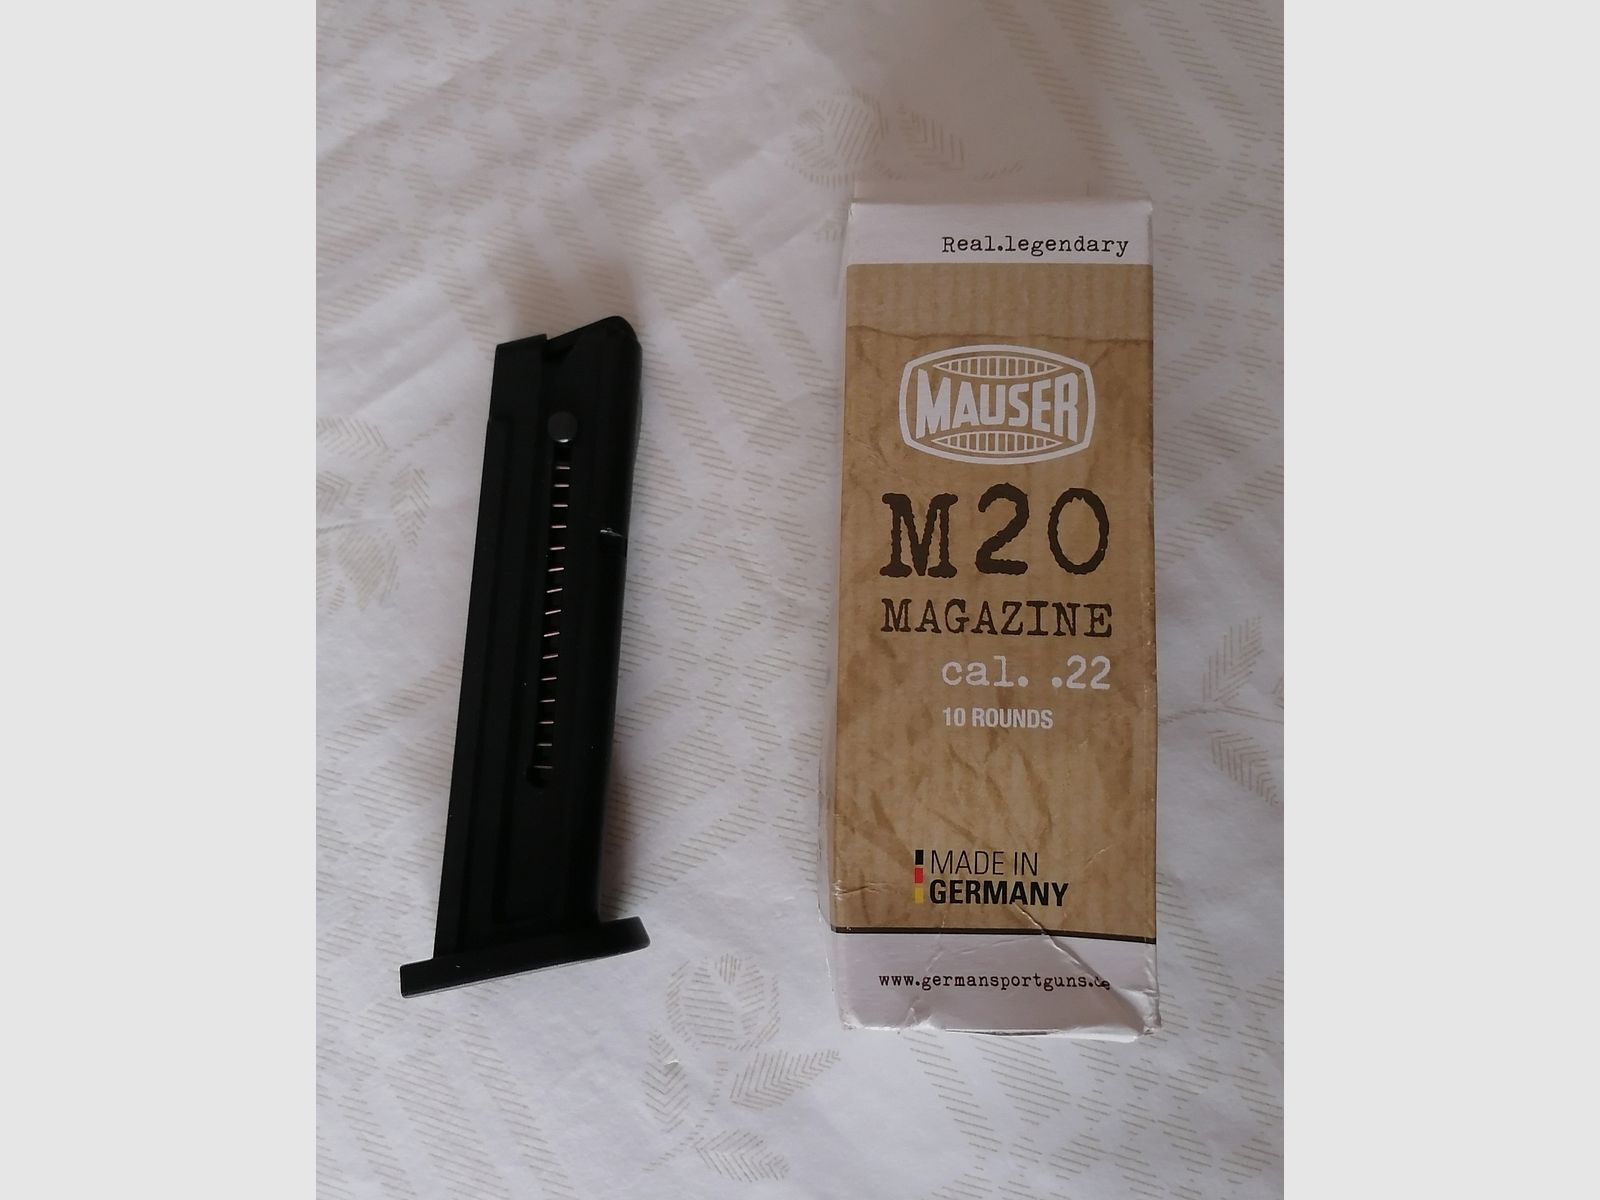 Real.legendary
MAUSER
M20
MAGAZINE
cal. .22
10 ROUNDS
MADE IN
GERMANY
www.germansportguns.de